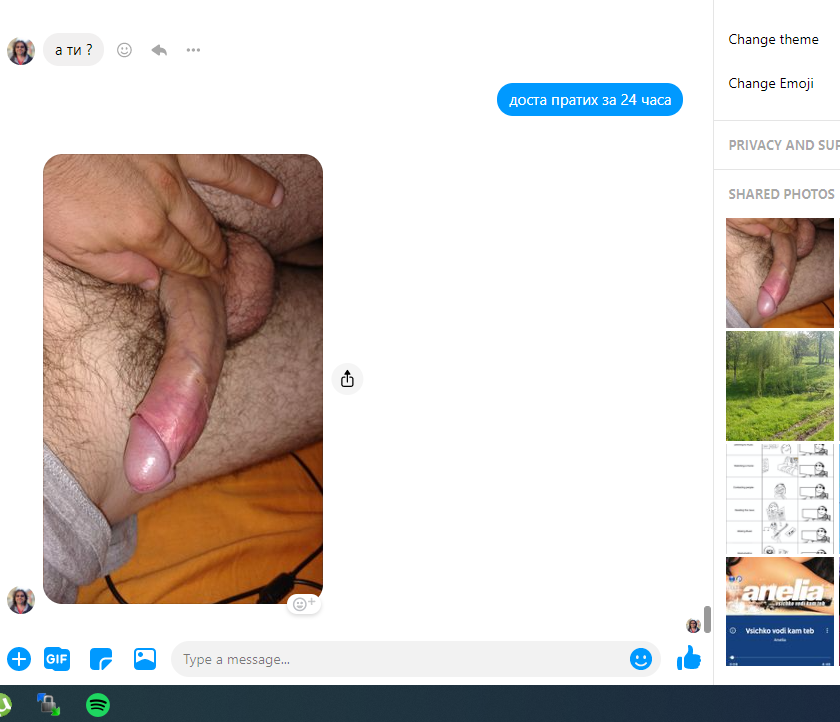 а ти ?
доста пратих за 24 часа
Type a message...
GIF
Change theme
Change Emoji
PRIVACY AND SUP
SHARED PHOTOS
anelia
vsichko vodi kam teb
Vsichko vodi kam teb
Anelia